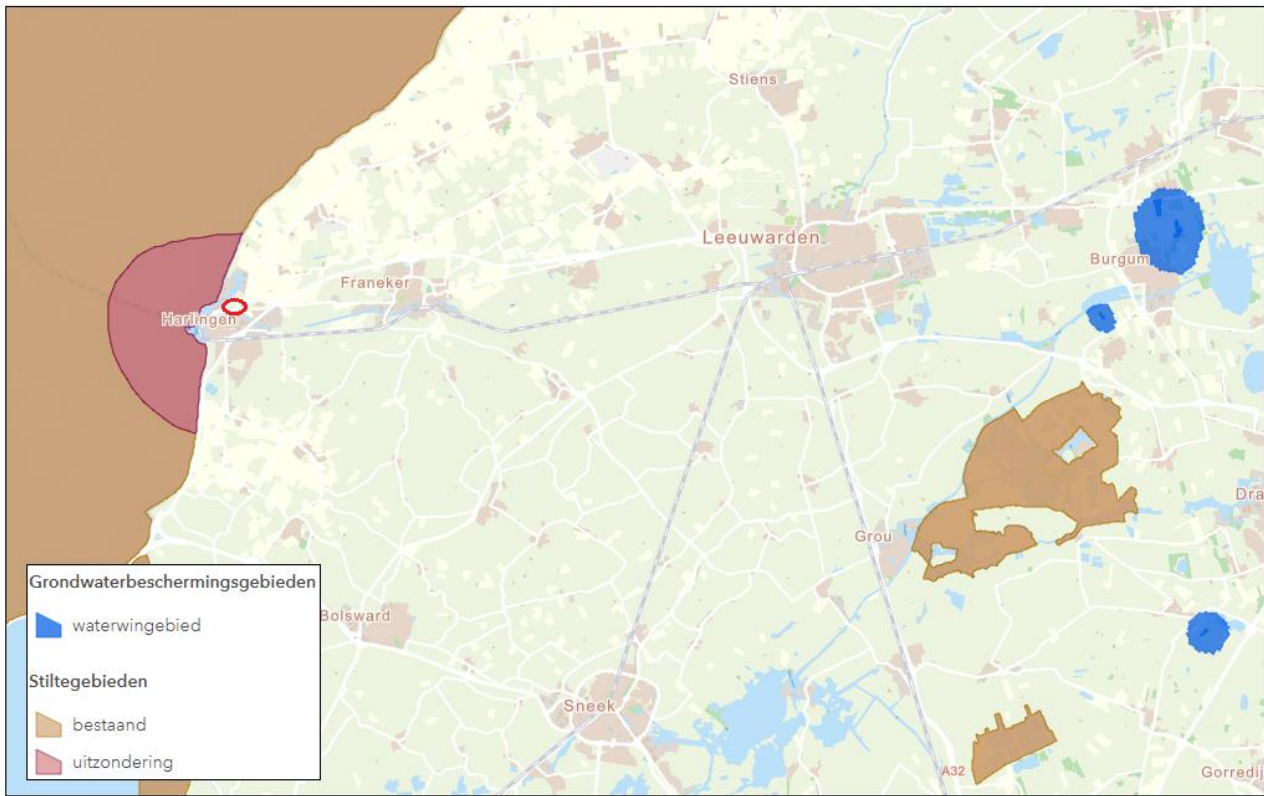 Stiens
Leeuwarden
Burgum
Franeker
Harlingen
Dra
Grou
Grondwaterbeschermingsgebieden
waterwingebied
Bolsward
Stiltegebieden
Sneek
bestaand
uitzondering
A32
Gorredij